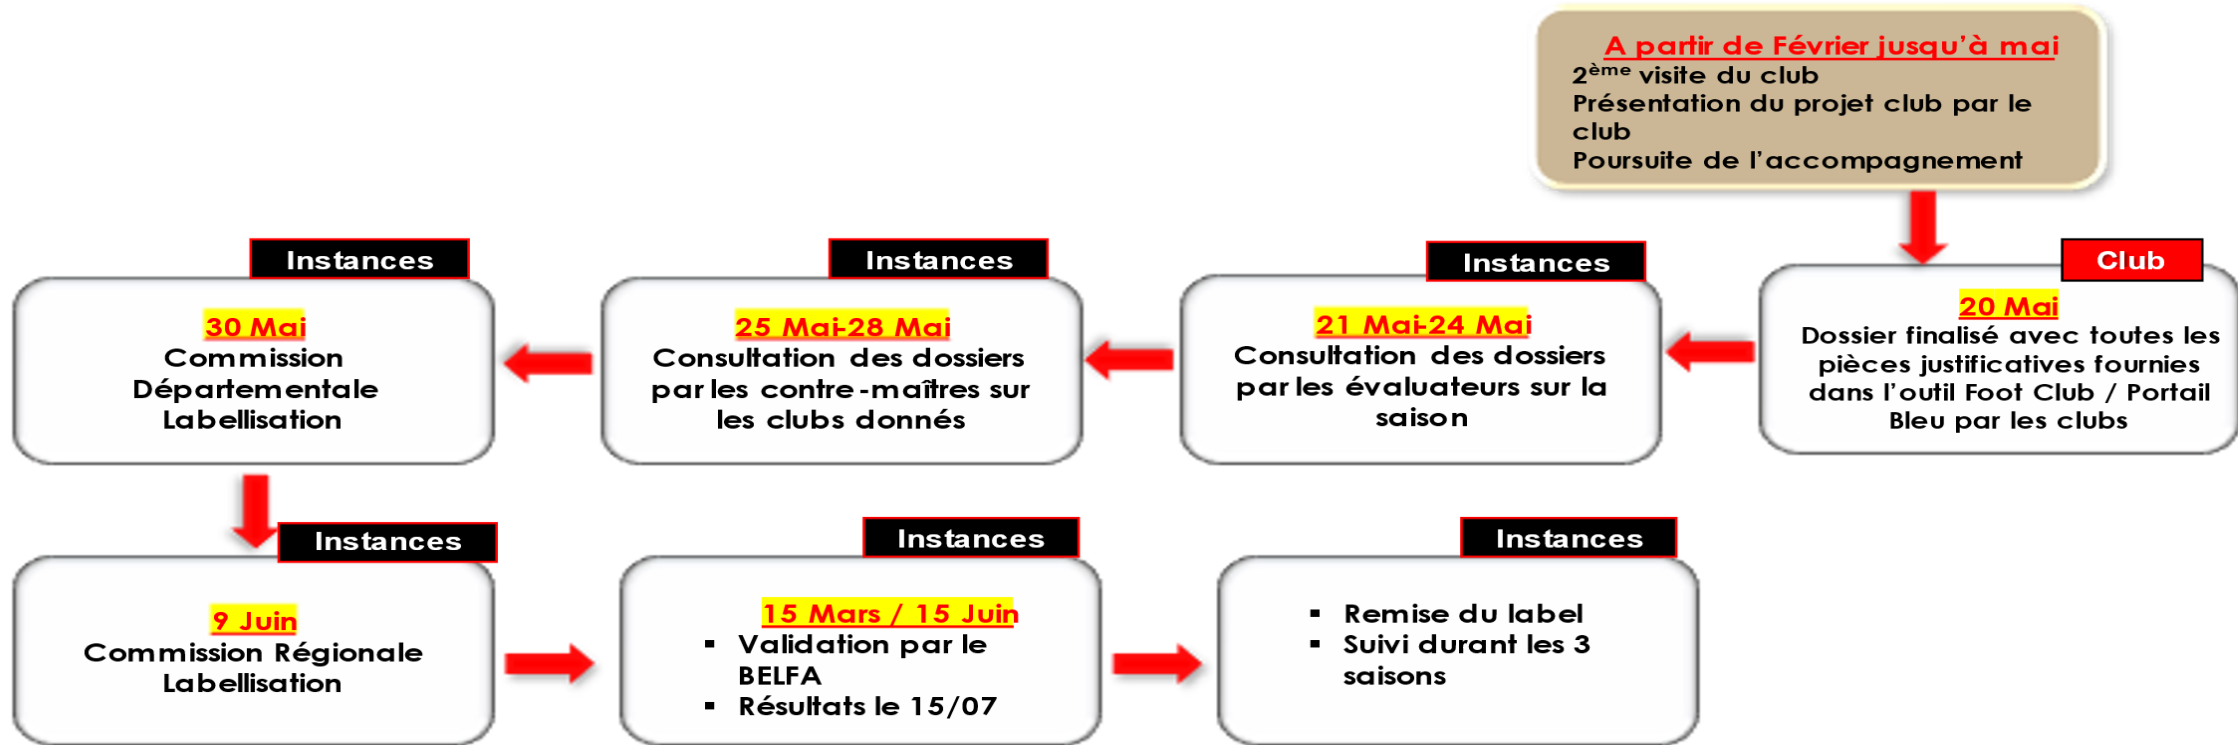 A partir de Février jusqu'à mai
2ème visite du club
Présentation du projet club par le
club
Poursuite de l'accompagnement
Club
20 Mai
Dossier finalisé avec toutes les
pièces justificatives fournies
dans l'outil Foot Club / Portail
Bleu par les clubs
Instances
21 Mai-24 Mai
Consultation des dossiers
par les évaluateurs sur la
saison
Instances
25 Mai-28 Mai
Consultation des dossiers
par les contre-maîtres sur
les clubs donnés
Instances
30 Mai
Commission
Départementale
Labellisation
Instances
9 Juin
Commission Régionale
Labellisation
Instances
15 Mars / 15 Juin
▪ Validation par le
BELFA
▪ Résultats le 15/07
Instances
▪ Remise du label
▪ Suivi durant les 3
saisons